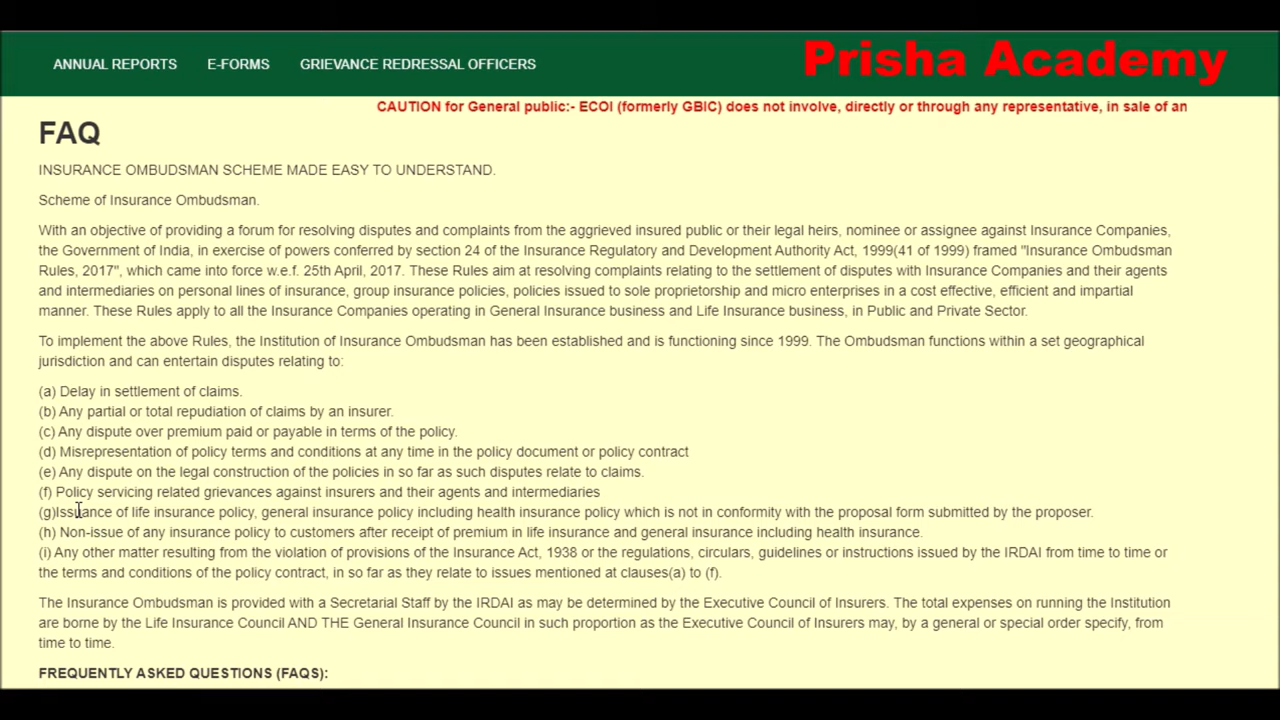 ANNUAL REPORTS E-FORMS GRIEVANCE REDRESSAL OFFICERS Prisha Academy
CAUTION for General public:- ECOI (formerly GBIC) does not involve, directly or through any representative, in sale of an
FAQ
INSURANCE OMBUDSMAN SCHEME MADE EASY TO UNDERSTAND.
Scheme of Insurance Ombudsman.
With an objective of providing a forum for resolving disputes and complaints from the aggrieved insured public or their legal heirs, nominee or assignee against Insurance Companies,
the Government of India, in exercise of powers conferred by section 24 of the Insurance Regulatory and Development Authority Act, 1999(41 of 1999) framed "Insurance Ombudsman
Rules, 2017", which came into force w.e.f. 25th April, 2017. These Rules aim at resolving complaints relating to the settlement of disputes with Insurance Companies and their agents
and intermediaries on personal lines of insurance, group insurance policies, policies issued to sole proprietorship and micro enterprises in a cost effective, efficient and impartial
manner. These Rules apply to all the Insurance Companies operating in General Insurance business and Life Insurance business, in Public and Private Sector.
To implement the above Rules, the Institution of Insurance Ombudsman has been established and is functioning since 1999. The Ombudsman functions within a set geographical
jurisdiction and can entertain disputes relating to:
(a) Delay in settlement of claims.
(b) Any partial or total repudiation of claims by an insurer.
(c) Any dispute over premium paid or payable in terms of the policy.
(d) Misrepresentation of policy terms and conditions at any time in the policy document or policy contract
(e) Any dispute on the legal construction of the policies in so far as such disputes relate to claims.
(f) Policy servicing related grievances against insurers and their agents and intermediaries
(g)Issuance of life insurance policy, general insurance policy including health insurance policy which is not in conformity with the proposal form submitted by the proposer.
(h) Non-issue of any insurance policy to customers after receipt of premium in life insurance and general insurance including health insurance.
(i) Any other matter resulting from the violation of provisions of the Insurance Act, 1938 or the regulations, circulars, guidelines or instructions issued by the IRDAI from time to time or
the terms and conditions of the policy contract, in so far as they relate to issues mentioned at clauses(a) to (f).
The Insurance Ombudsman is provided with a Secretarial Staff by the IRDAI as may be determined by the Executive Council of Insurers. The total expenses on running the Institution
are borne by the Life Insurance Council AND THE General Insurance Council in such proportion as the Executive Council of Insurers may, by a general or special order specify, from
time to time.
FREQUENTLY ASKED QUESTIONS (FAQS):